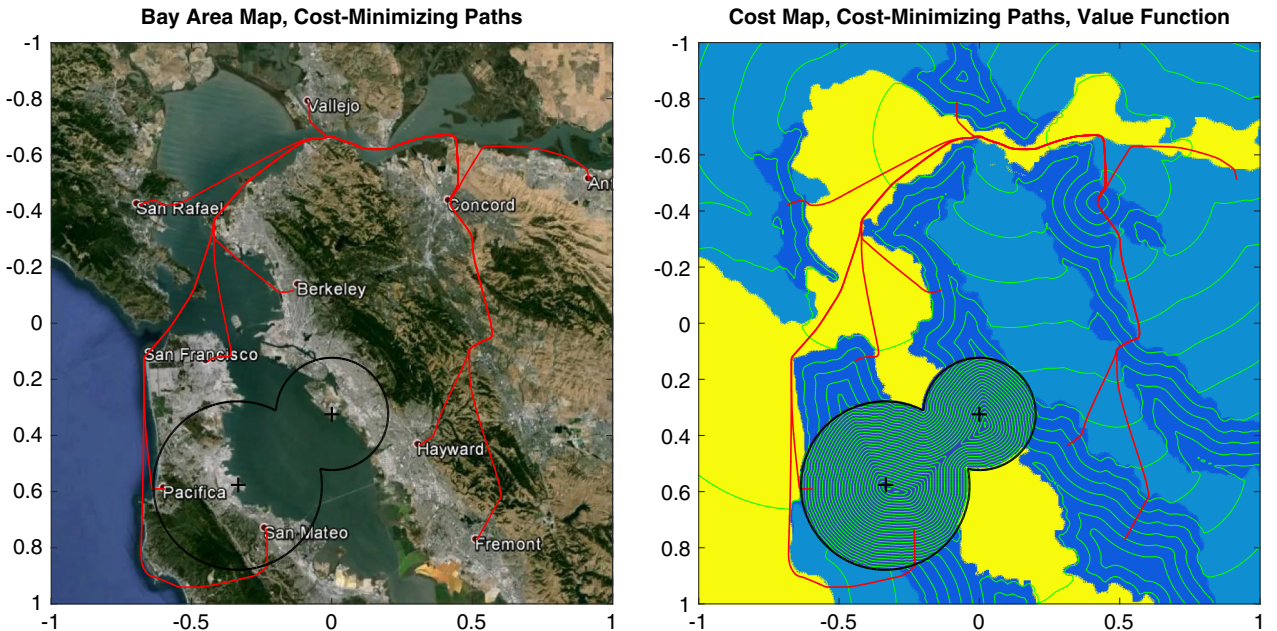 Bay Area Map, Cost-Minimizing Paths
-1
-0.8
-0.6
-0.4
-0.2
0
0.2
0.4
0.6
0.8
1
-1
-0.5
0
0.5
1
Vallejo
An
San Rafael
Concord
Berkeley
San Francisco
Hayward
Pacifica
San Mateo
Fremont
Cost Map, Cost-Minimizing Paths, Value Function
-1
-0.8
-0.6
-0.4
-0.2
0
0.2
0.4
0.6
0.8
1
-1
-0.5
0
0.5
1